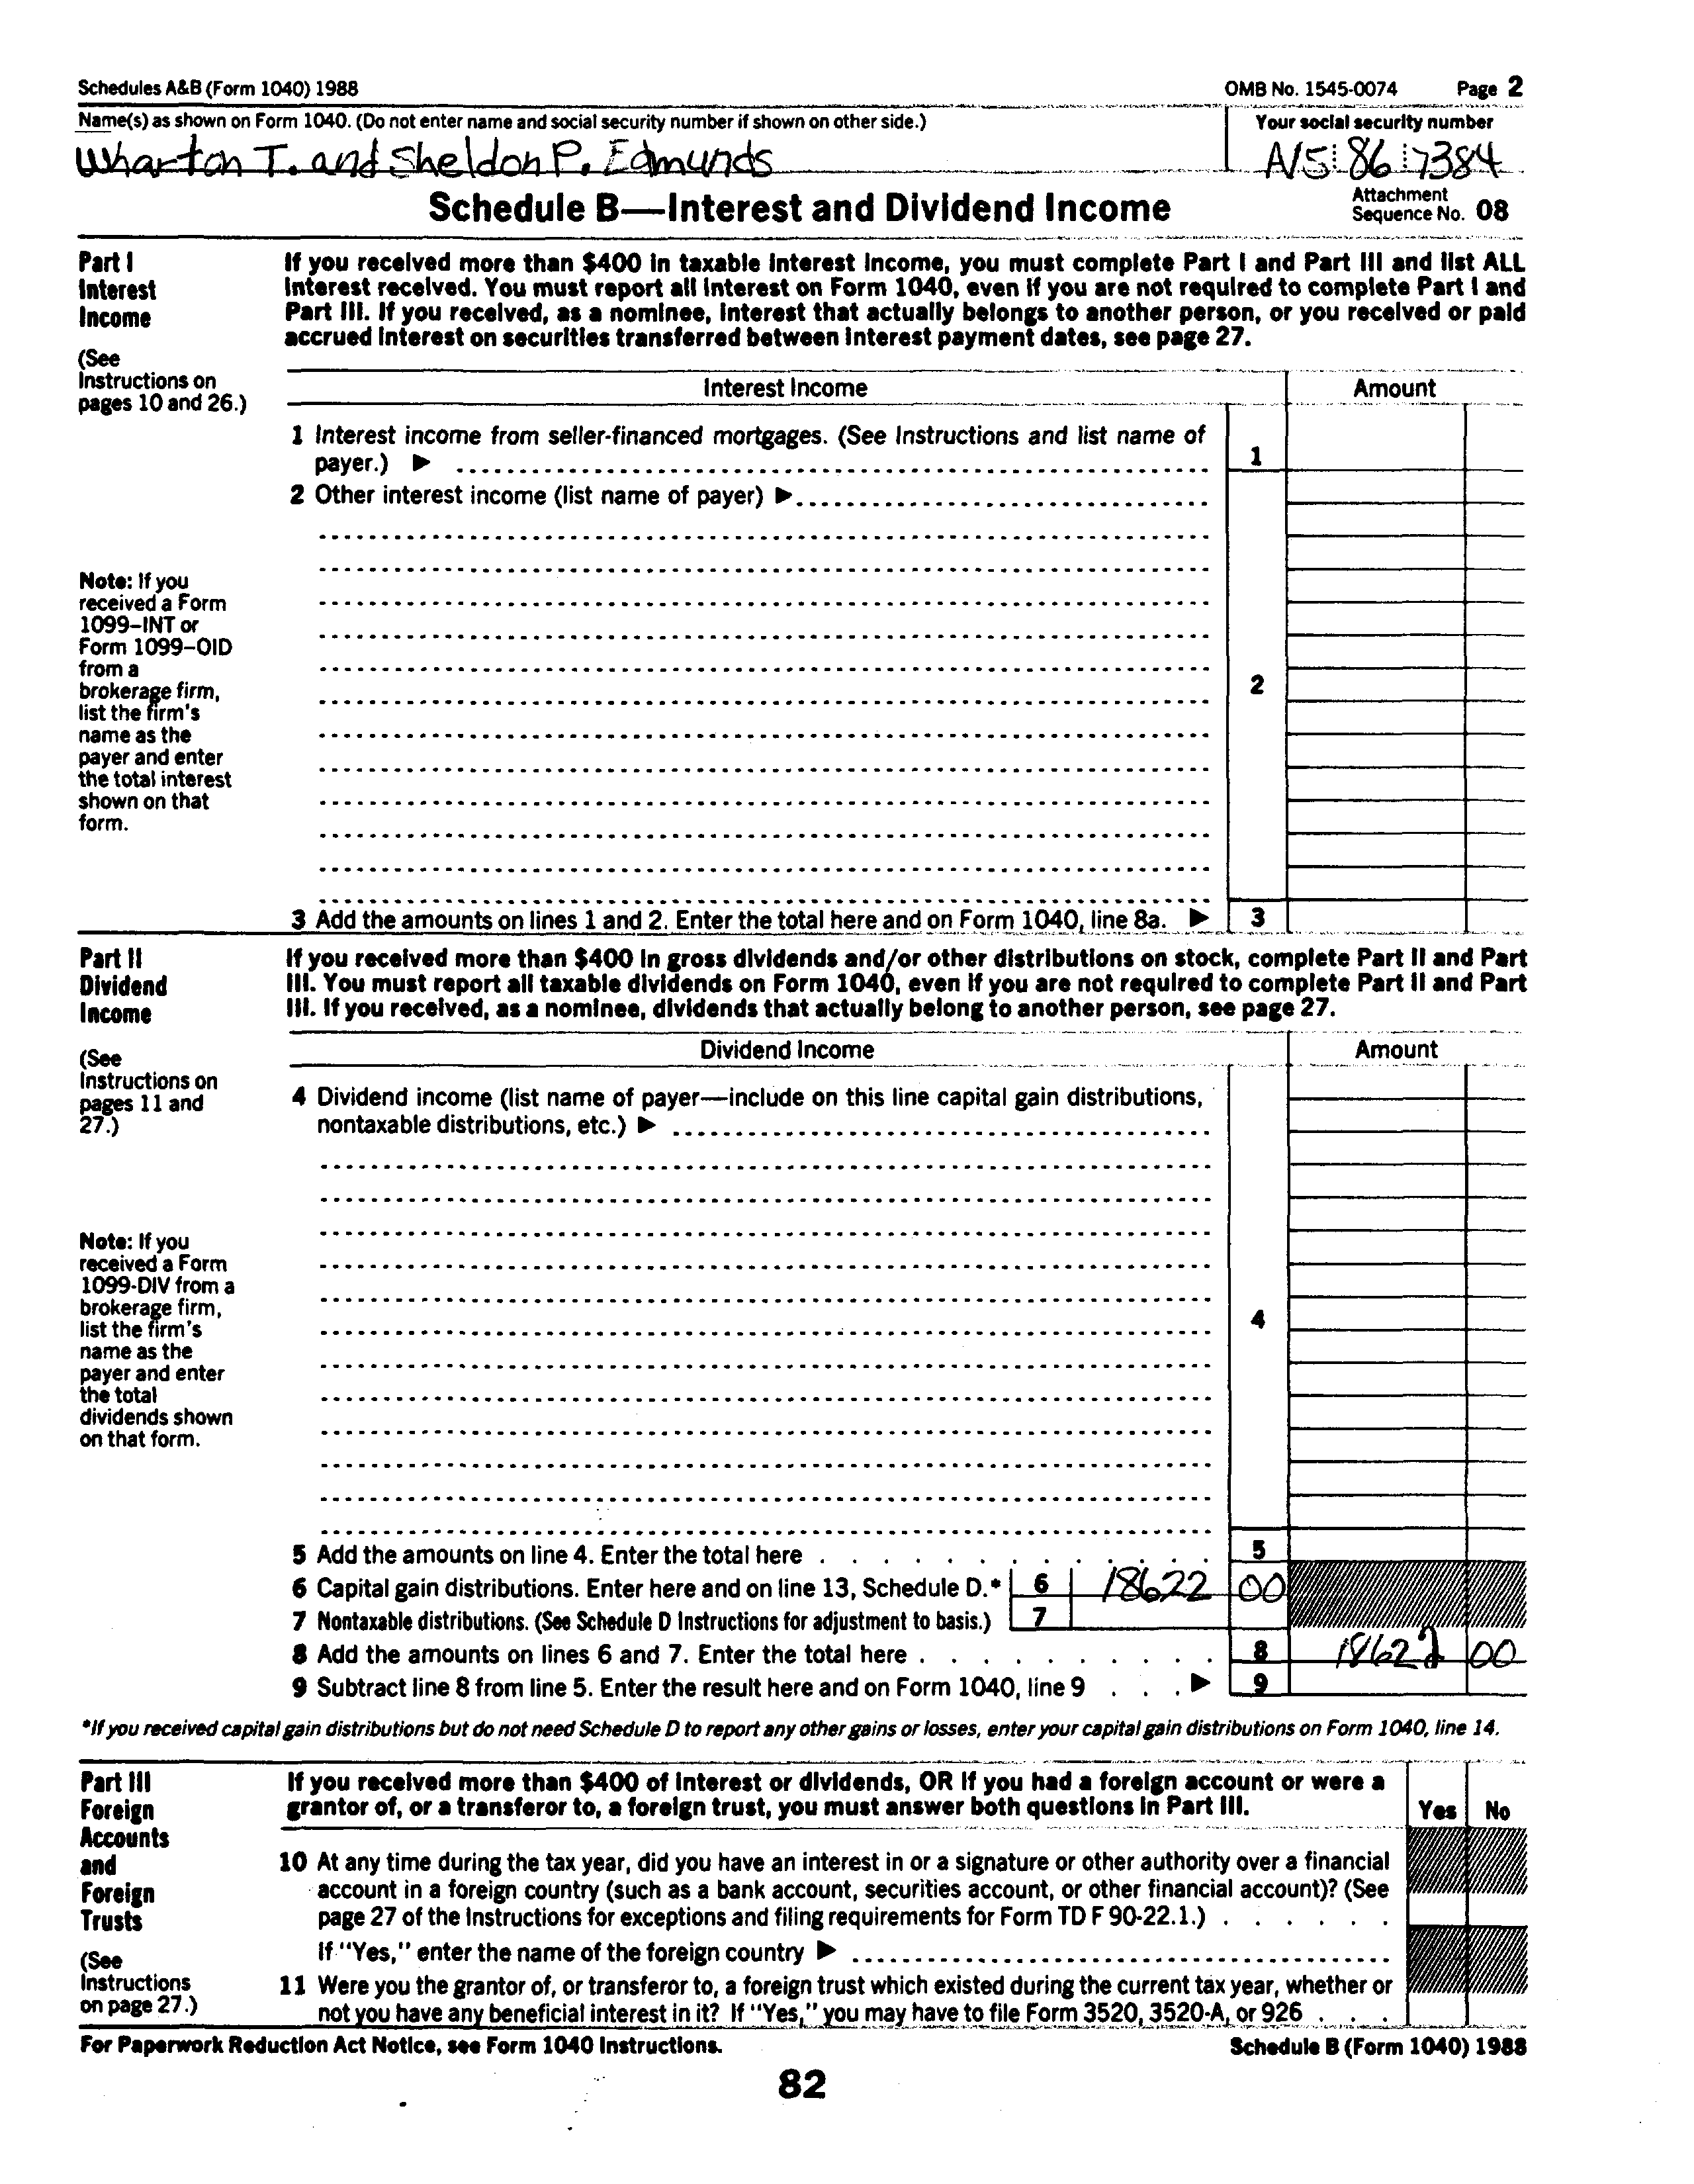 Schedules A&B (Form 1040) 1988 OMB No. 1545-0074 Page 2
Name(s) as shown on Form 1040. (Do not enter name and social security number if shown on other side.) Your social security number
Wharton T. and Sheldon P. Edmunds 86 7384
Schedule B—Interest and Dividend Income Attachment Sequence No. 08
Part I
Interest
Income
(See
Instructions on
pages 10 and 26.)
If you received more than $400 in taxable interest income, you must complete Part I and Part III and list ALL
interest received. You must report all interest on Form 1040, even if you are not required to complete Part I and
Part III. If you received, as a nominee, interest that actually belongs to another person, or you received or paid
accrued interest on securities transferred between interest payment dates, see page 27.
Interest Income Amount
1 Interest income from seller-financed mortgages. (See Instructions and list name of
payer.) ▶ 1
2 Other interest income (list name of payer) ▶
Note: If you
received a Form
1099–INT or
Form 1099–OID
from a
brokerage firm,
list the firm's
name as the
payer and enter
the total interest
shown on that
form.
2
3 Add the amounts on lines 1 and 2. Enter the total here and on Form 1040, line 8a. ▶ 3
Part II
Dividend
Income
(See
Instructions on
pages 11 and
27.)
If you received more than $400 in gross dividends and/or other distributions on stock, complete Part II and Part
III. You must report all taxable dividends on Form 1040, even if you are not required to complete Part II and Part
III. If you received, as a nominee, dividends that actually belong to another person, see page 27.
Dividend Income Amount
4 Dividend income (list name of payer—include on this line capital gain distributions,
nontaxable distributions, etc.) ▶
Note: If you
received a Form
1099-DIV from a
brokerage firm,
list the firm's
name as the
payer and enter
the total
dividends shown
on that form.
4
5 Add the amounts on line 4. Enter the total here 5
6 Capital gain distributions. Enter here and on line 13, Schedule D.* 6 18622 00
7 Nontaxable distributions. (See Schedule D Instructions for adjustment to basis.) 7
8 Add the amounts on lines 6 and 7. Enter the total here 8 18622 00
9 Subtract line 8 from line 5. Enter the result here and on Form 1040, line 9 ▶ 9
*If you received capital gain distributions but do not need Schedule D to report any other gains or losses, enter your capital gain distributions on Form 1040, line 14.
Part III
Foreign
Accounts
and
Foreign
Trusts
(See
Instructions
on page 27.)
If you received more than $400 of interest or dividends, OR if you had a foreign account or were a
grantor of, or a transferor to, a foreign trust, you must answer both questions in Part III. Yes No
10 At any time during the tax year, did you have an interest in or a signature or other authority over a financial
account in a foreign country (such as a bank account, securities account, or other financial account)? (See
page 27 of the Instructions for exceptions and filing requirements for Form TD F 90-22.1.)
If "Yes," enter the name of the foreign country ▶
11 Were you the grantor of, or transferor to, a foreign trust which existed during the current tax year, whether or
not you have any beneficial interest in it? If "Yes," you may have to file Form 3520, 3520-A, or 926
For Paperwork Reduction Act Notice, see Form 1040 Instructions. Schedule B (Form 1040) 1988
82